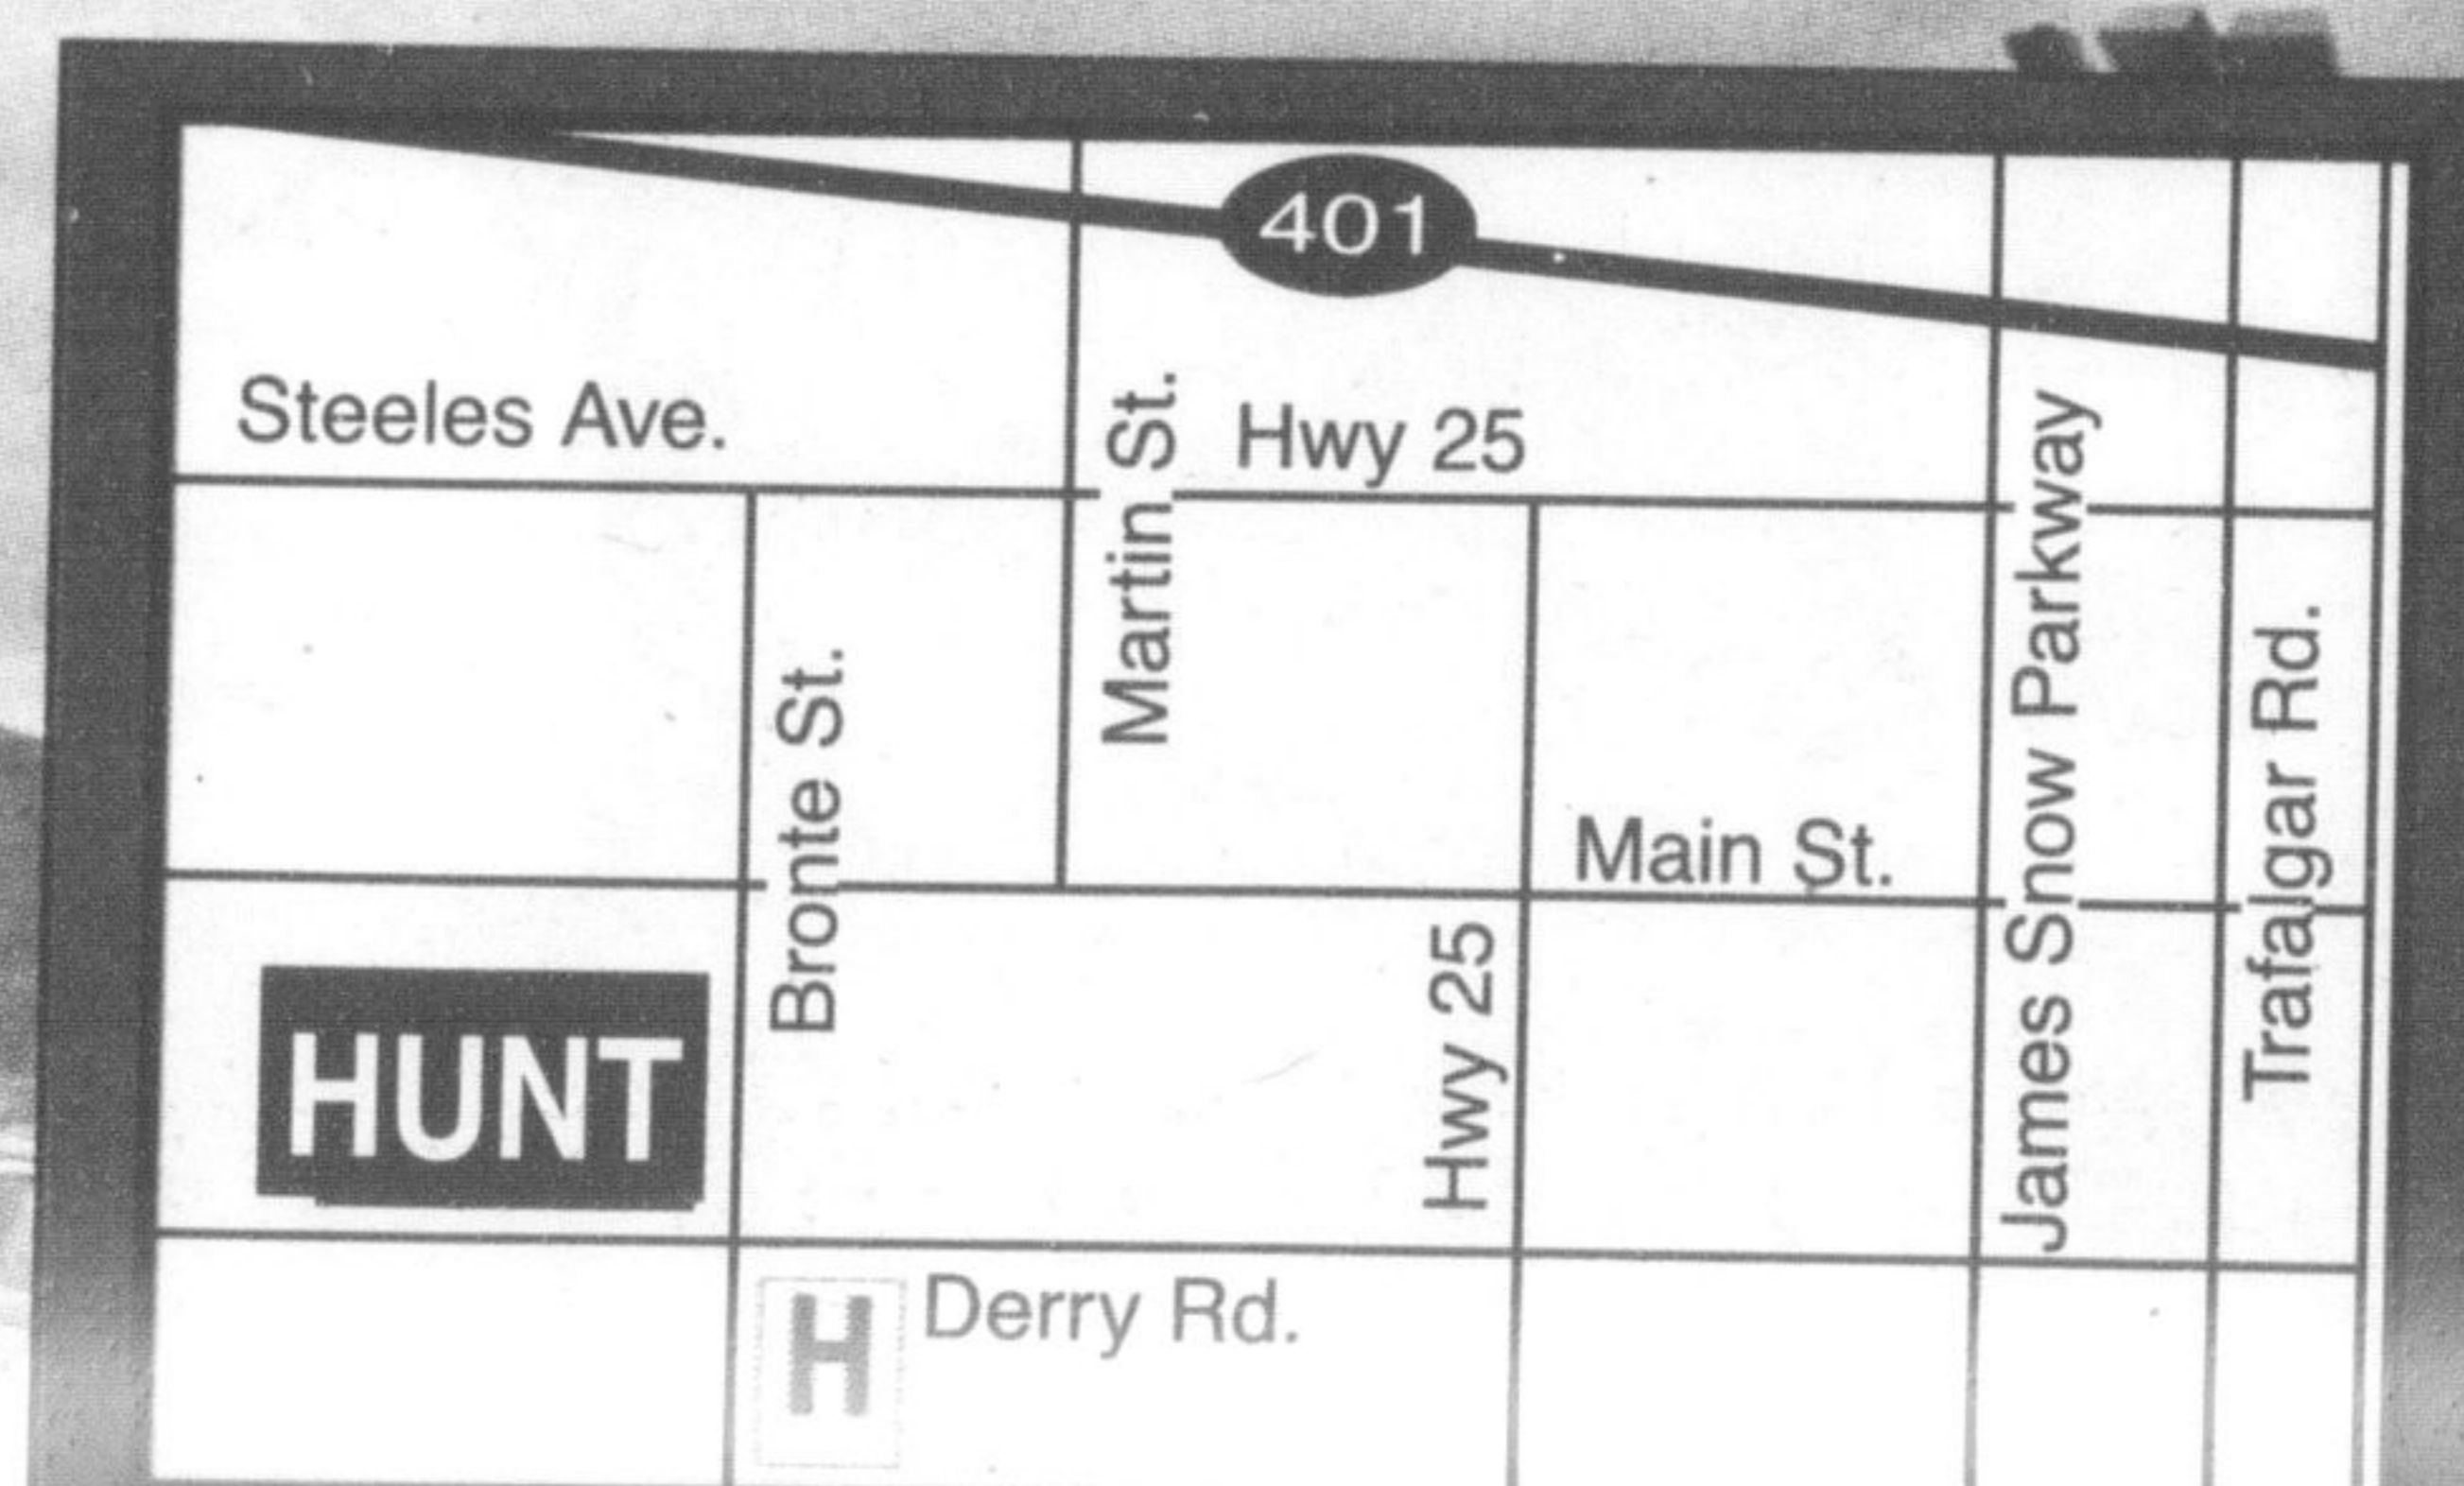 401
Steeles Ave.
Martin St.
Hwy 25
James Snow Parkway
Bronte St.
Trafalgar Rd.
Main St.
Hwy 25
HUNT
H
Derry Rd.